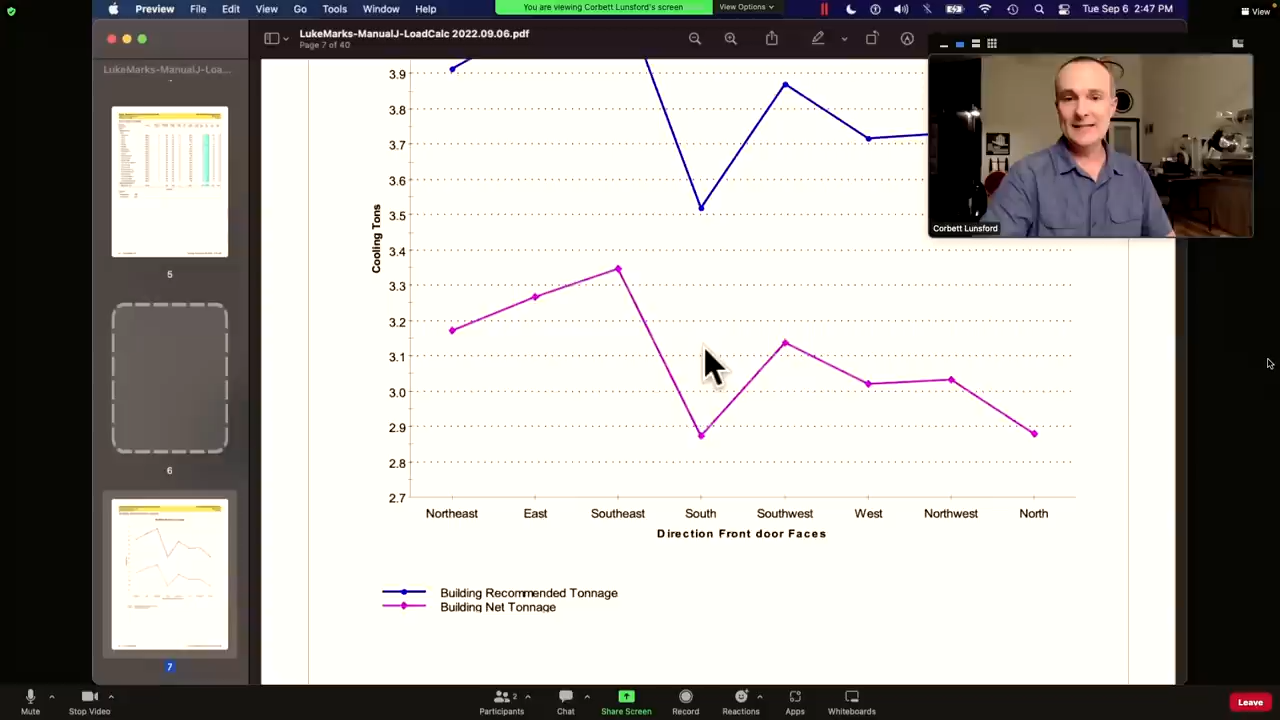 Preview File Edit View Go Tools Window Help
You are viewing Corbett Lunsford's screen
View Options
Tue Sep 6 2:47 PM
View
LukeMarks-ManualJ-LoadCalc 2022.09.06.pdf
Page 7 of 40
LukeMarks-ManualJ-Loa...
5
6
7
3.9
3.8
3.7
3.6
3.5
3.4
3.3
3.2
3.1
3.0
2.9
2.8
2.7
Cooling Tons
Northeast East Southeast South Southwest West Northwest North
Direction Front door Faces
Building Recommended Tonnage
Building Net Tonnage
Corbett Lunsford
Mute
Stop Video
Participants 2
Chat
Share Screen
Record
Reactions
Apps
Whiteboards
Leave